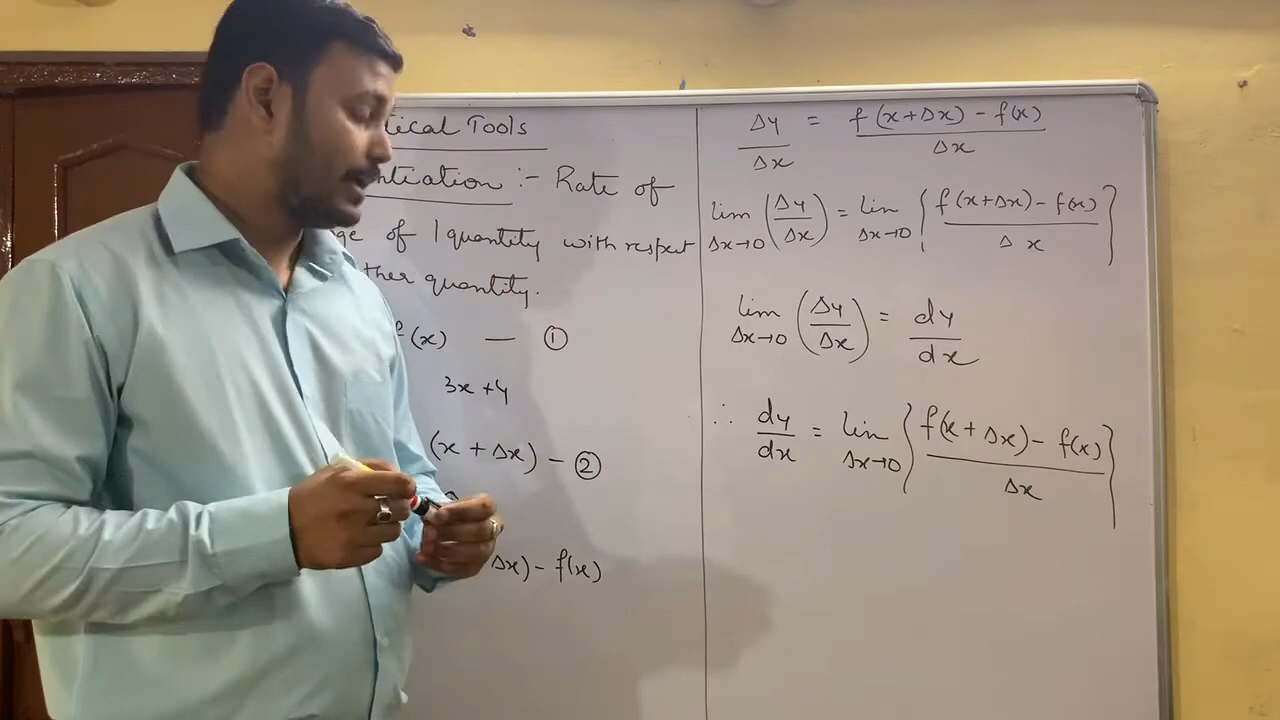 ical Tools
ntiation :- Rate of
ge of 1 quantity with respect
ther quantity.
f(x) — ①
3x + 4
(x + Δx) - ②
Δx) - f(x)
Δy/Δx = f(x+Δx) - f(x)/Δx
lim Δx→0 (Δy/Δx) = lim Δx→0 {f(x+Δx) - f(x)/Δx}
lim Δx→0 (Δy/Δx) = dy/dx
∴ dy/dx = lim Δx→0 {f(x + Δx) - f(x)/Δx}